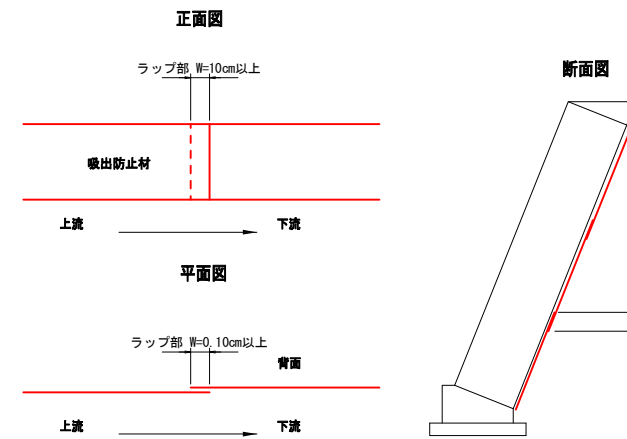 正面図
ラップ部 W=10cm以上
吸出防止材
上流
下流
平面図
ラップ部 W=0.10cm以上
背面
上流
下流
断面図